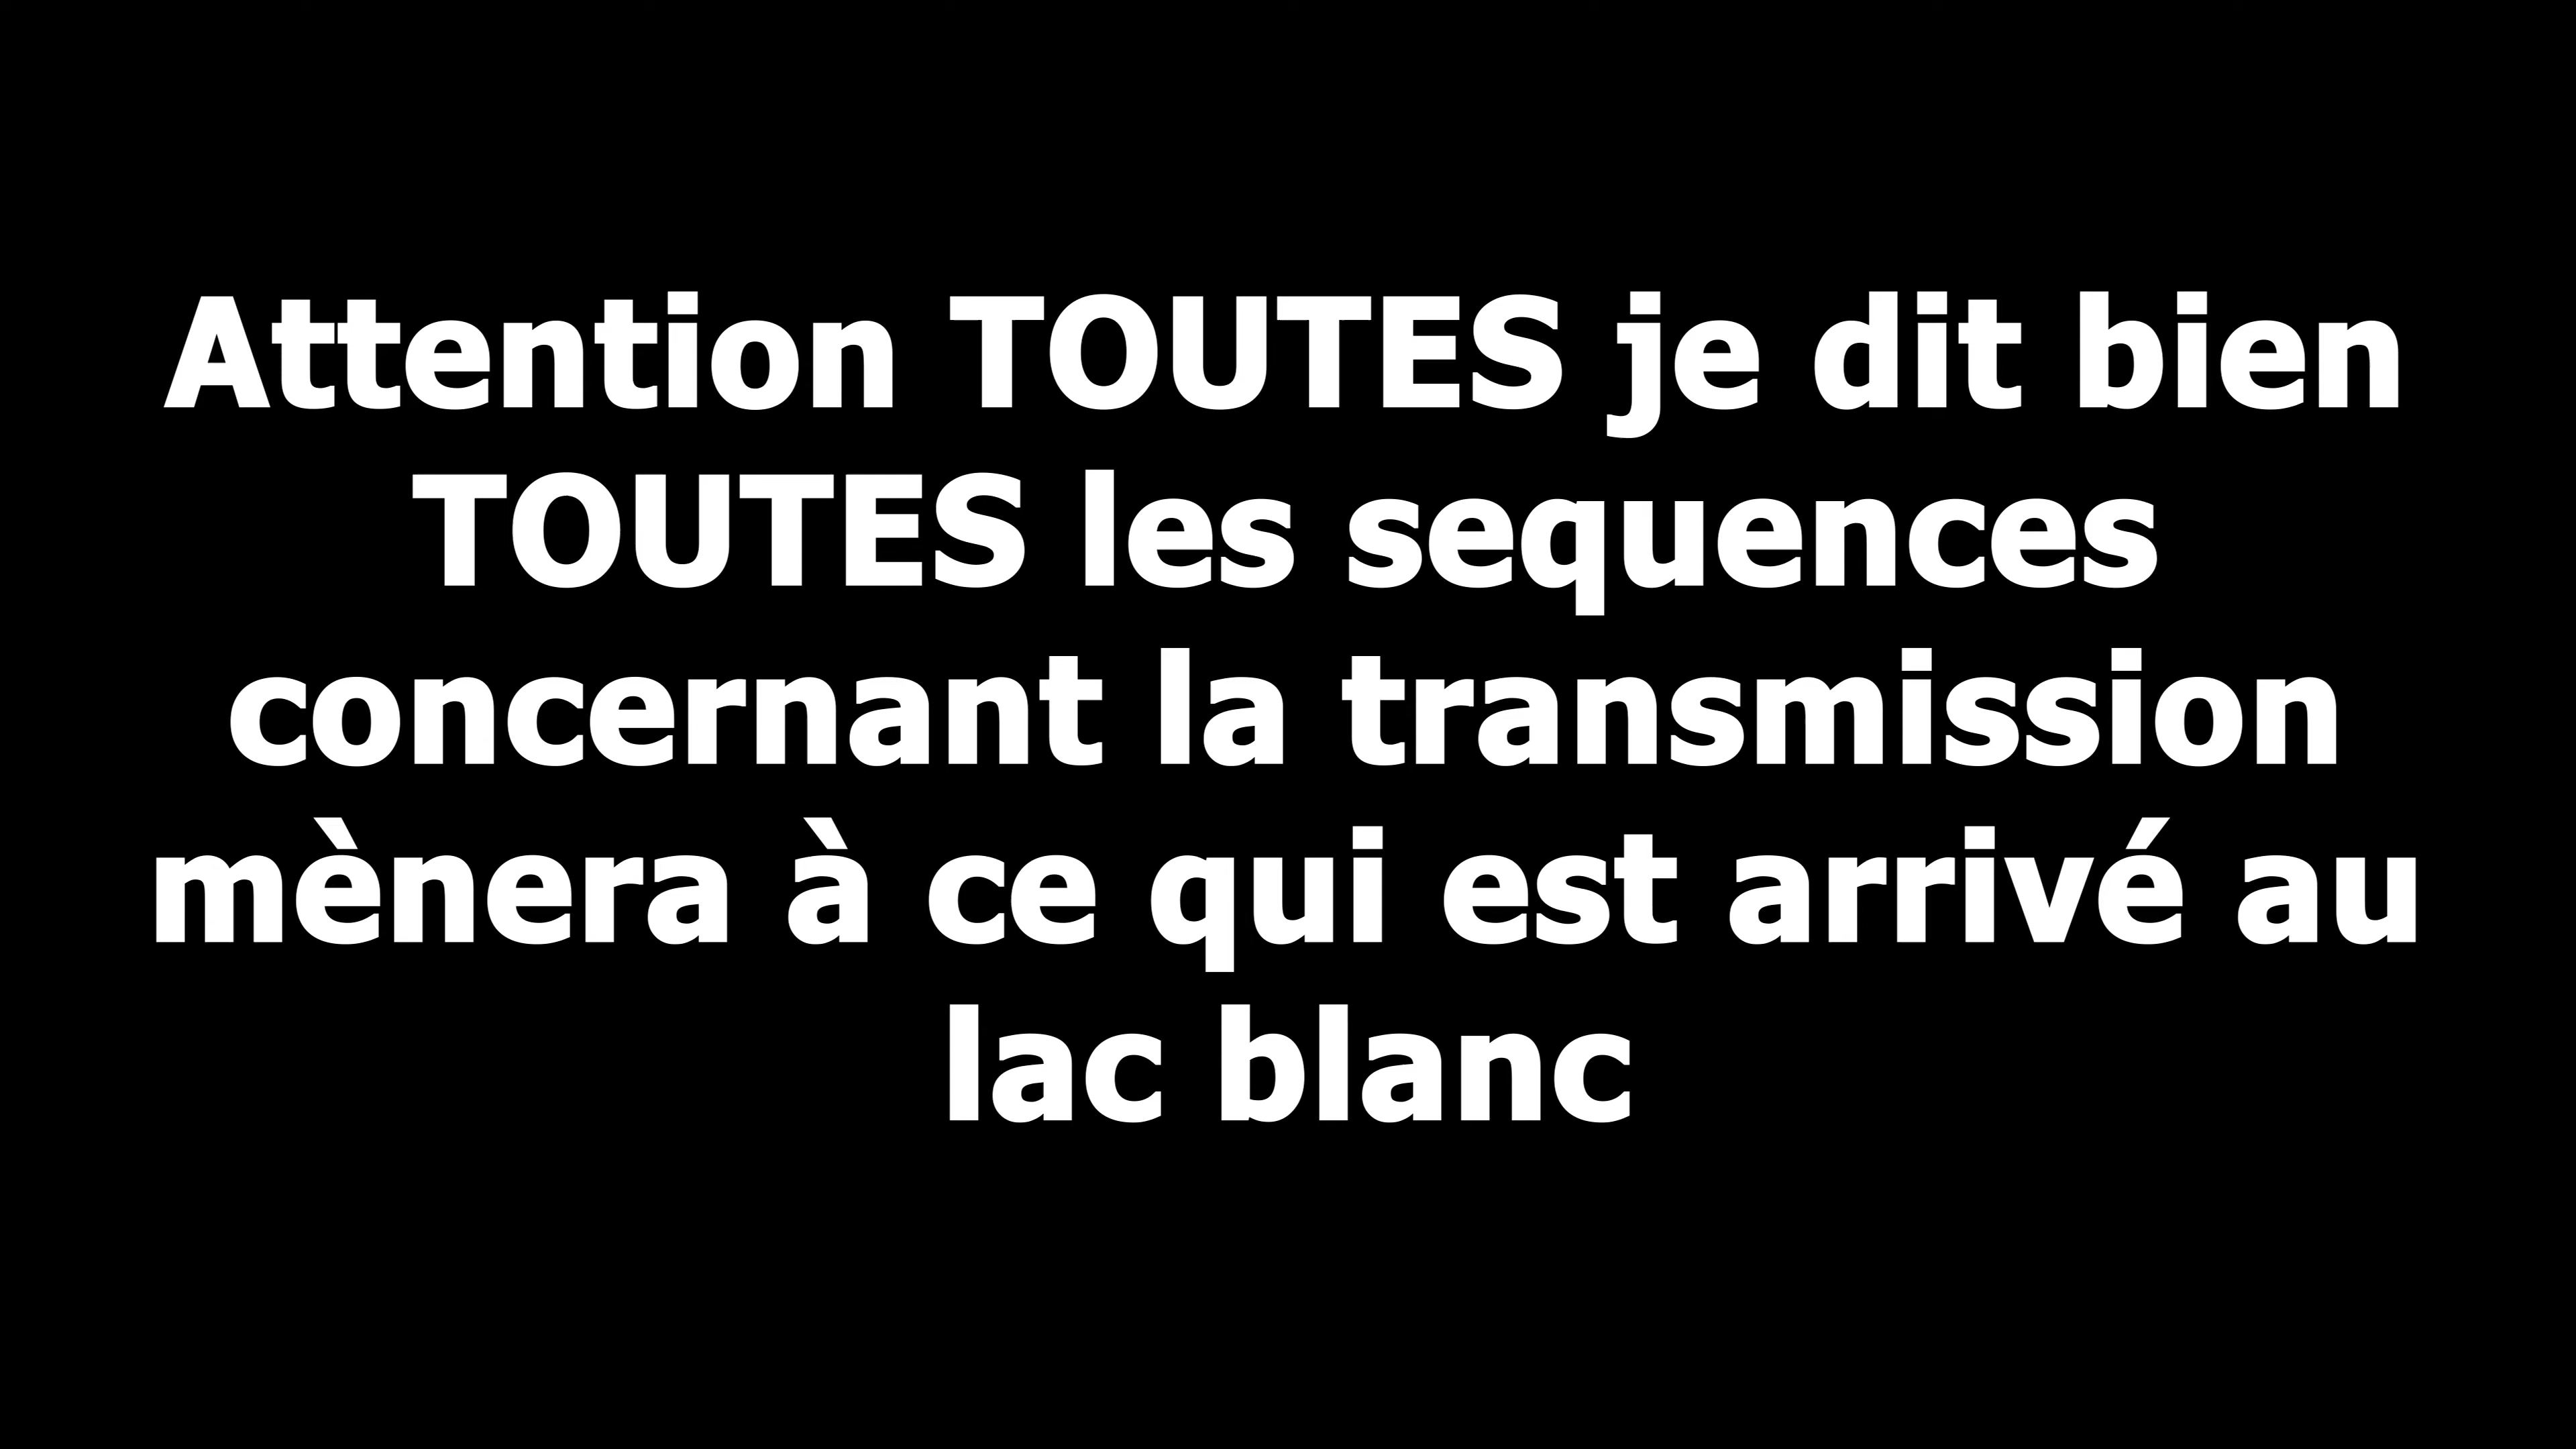 Attention TOUTES je dit bien
TOUTES les sequences
concernant la transmission
mènera à ce qui est arrivé au
lac blanc